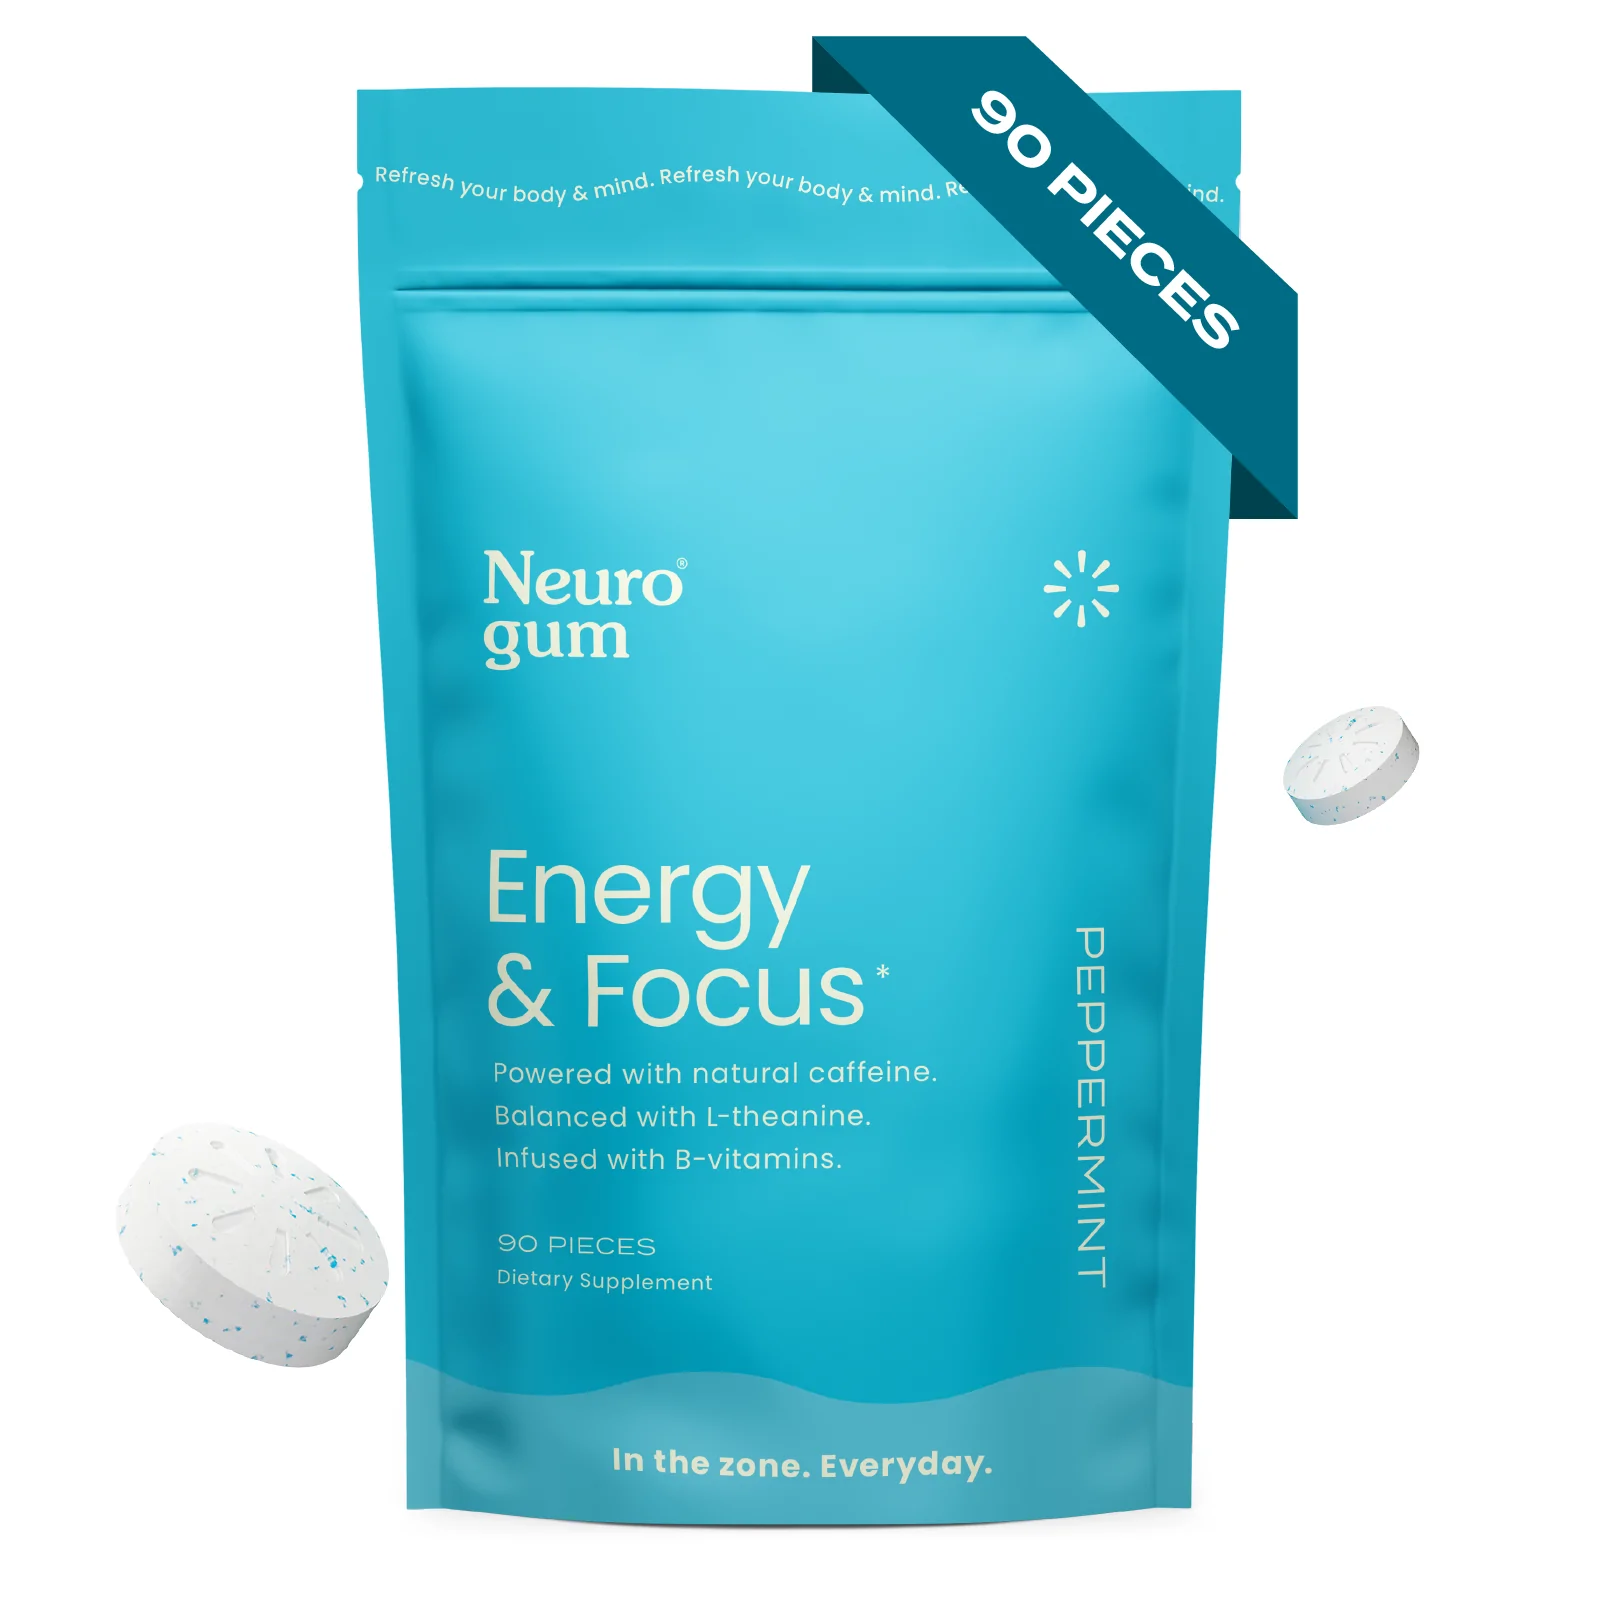 90 PIECES
Refresh your body & mind. Refresh your body & mind.
Neuro®
gum
Energy
& Focus*
Powered with natural caffeine.
Balanced with L-theanine.
Infused with B-vitamins.
90 PIECES
Dietary Supplement
PEPPERMINT
In the zone. Everyday.